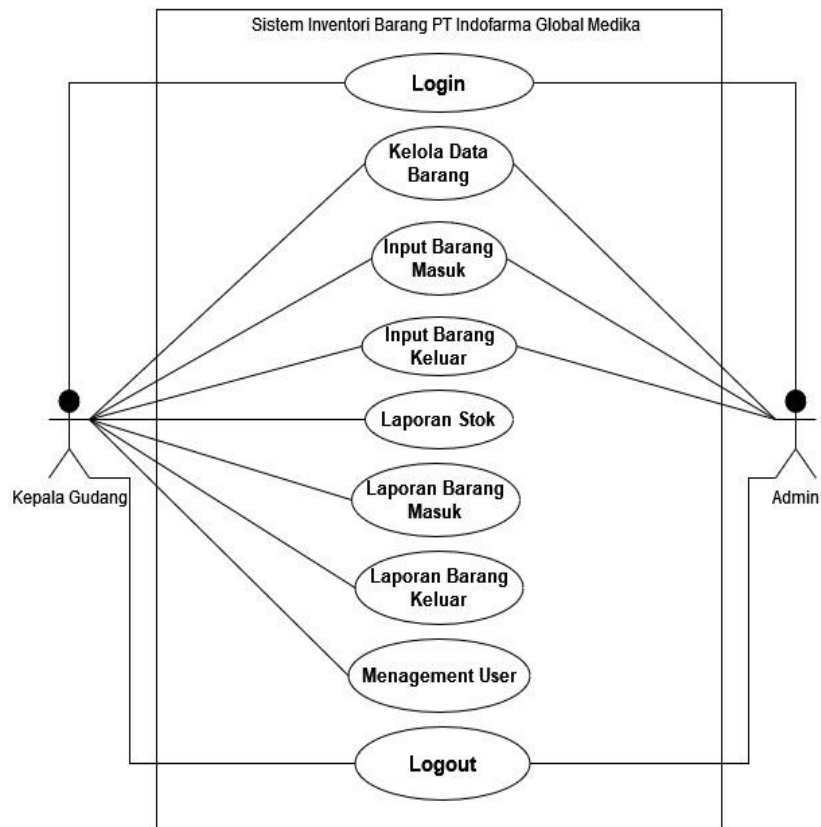 Sistem Inventori Barang PT Indofarma Global Medika
Login
Kelola Data
Barang
Input Barang
Masuk
Input Barang
Keluar
Laporan Stok
Kepala Gudang
Admin
Laporan Barang
Masuk
Laporan Barang
Keluar
Menagement User
Logout